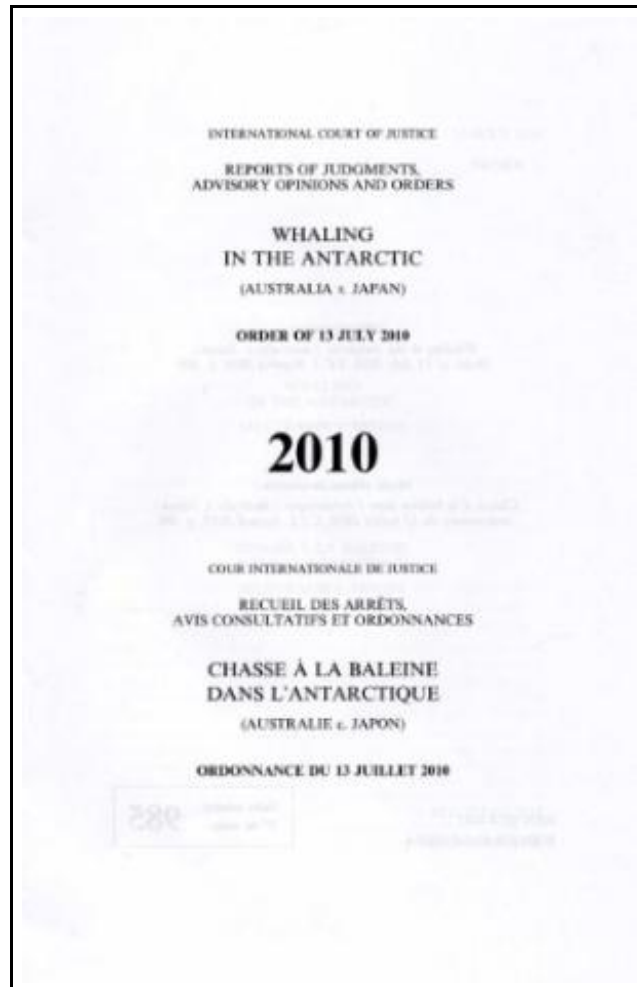 INTERNATIONAL COURT OF JUSTICE
REPORTS OF JUDGMENTS,
ADVISORY OPINIONS AND ORDERS
WHALING
IN THE ANTARCTIC
(AUSTRALIA v. JAPAN)
ORDER OF 13 JULY 2010
2010
COUR INTERNATIONALE DE JUSTICE
RECUEIL DES ARRÊTS,
AVIS CONSULTATIFS ET ORDONNANCES
CHASSE À LA BALEINE
DANS L'ANTARCTIQUE
(AUSTRALIE c. JAPON)
ORDONNANCE DU 13 JUILLET 2010
985